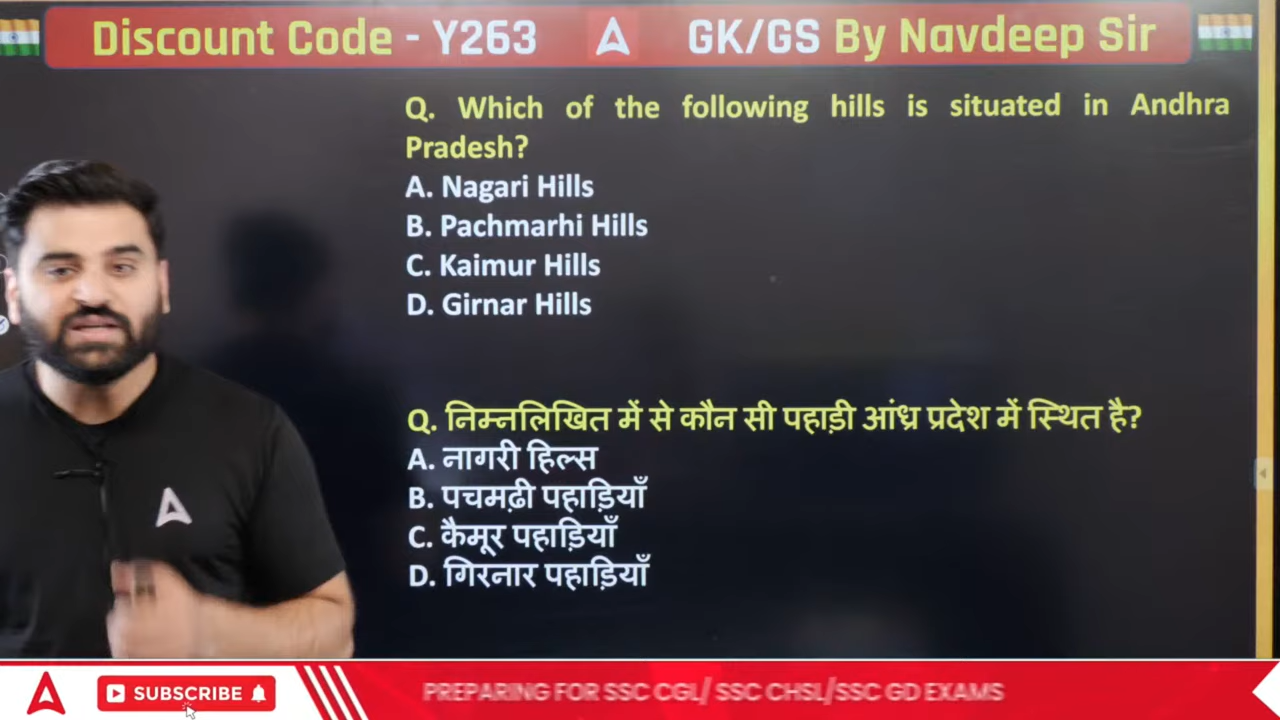 Discount Code - Y263 GK/GS By Navdeep Sir
Q. Which of the following hills is situated in Andhra
Pradesh?
A. Nagari Hills
B. Pachmarhi Hills
C. Kaimur Hills
D. Girnar Hills
Q. निम्नलिखित में से कौन सी पहाड़ी आंध्र प्रदेश में स्थित है?
A. नागरी हिल्स
B. पचमढ़ी पहाड़ियाँ
C. कैमूर पहाड़ियाँ
D. गिरनार पहाड़ियाँ
SUBSCRIBE
PREPARING FOR SSC CGL/ SSC CHSL/SSC GD EXAMS